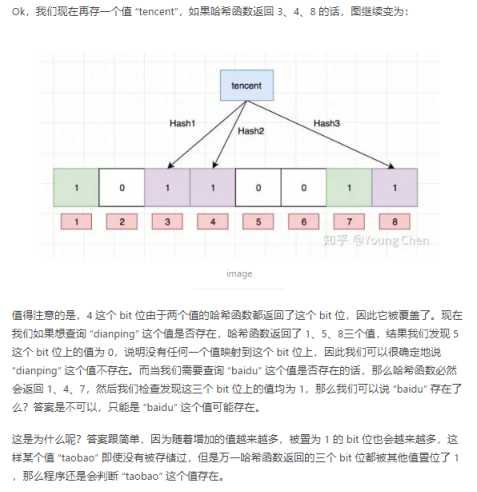 Ok，我们现在再存一个值 “tencent”，如果哈希函数返回 3、4、8 的话，图继续变为：
tencent
Hash1
Hash2
Hash3
1 0 1 1 0 0 1 1
1 2 3 4 5 6 7 8
知乎 @Young Chen
image
值得注意的是，4 这个 bit 位由于两个值的哈希函数都返回了这个 bit 位，因此它被覆盖了。现在
我们如果想查询 “dianping” 这个值是否存在，哈希函数返回了 1、5、8三个值，结果我们发现 5
这个 bit 位上的值为 0，说明没有任何一个值映射到这个 bit 位上，因此我们可以很确定地说
“dianping” 这个值不存在。而当我们需要查询 “baidu” 这个值是否存在的话，那么哈希函数必然
会返回 1、4、7，然后我们检查发现这三个 bit 位上的值均为 1，那么我们可以说 “baidu” 存在了
么？答案是不可以，只能是 “baidu” 这个值可能存在。
这是为什么呢？答案跟简单，因为随着增加的值越来越多，被置为 1 的 bit 位也会越来越多，这
样某个值 “taobao” 即使没有被存储过，但是万一哈希函数返回的三个 bit 位都被其他值置位了 1
，那么程序还是会判断 “taobao” 这个值存在。